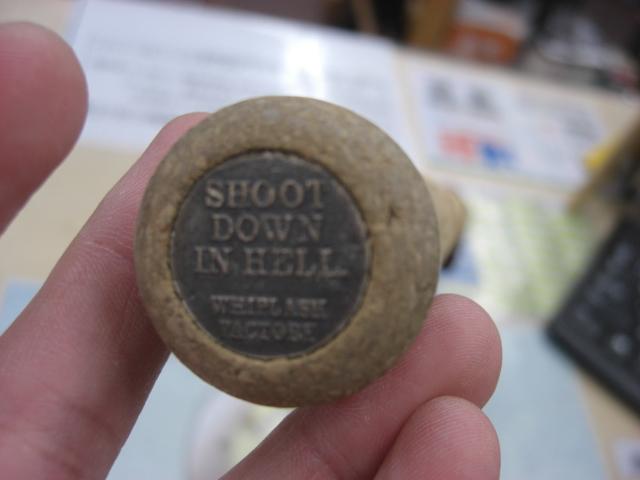 SHOOT
DOWN
IN HELL
WHIPLASH
FACTORY